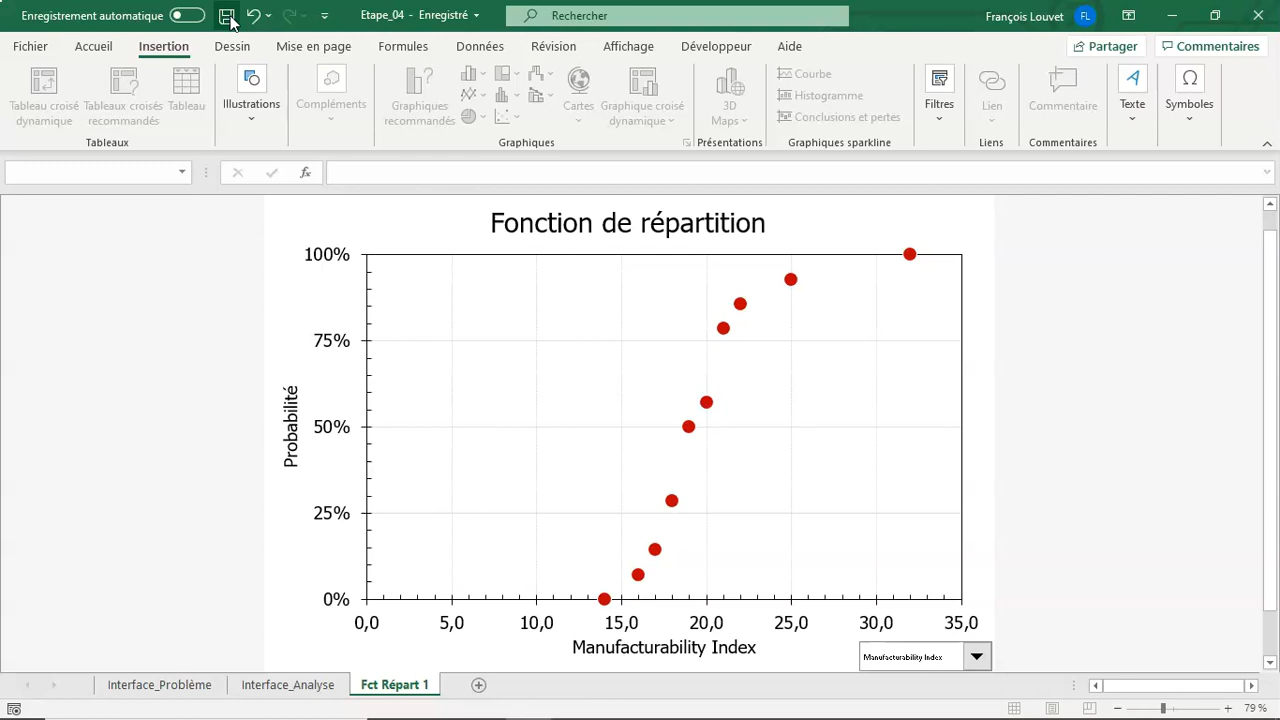 Enregistrement automatique
Etape_04 - Enregistré
Rechercher
François Louvet
FL
Fichier Accueil Insertion Dessin Mise en page Formules Données Révision Affichage Développeur Aide
Partager
Commentaires
Tableau croisé dynamique
Tableaux croisés recommandés
Tableau
Tableaux
Illustrations
Compléments
Graphiques recommandés
Cartes
Graphique croisé dynamique
Graphiques
3D Maps
Présentations
Courbe
Histogramme
Conclusions et pertes
Graphiques sparkline
Filtres
Lien
Liens
Commentaire
Commentaires
Texte
Symboles
fx
Fonction de répartition
100%
75%
50%
25%
0%
Probabilité
0,0 5,0 10,0 15,0 20,0 25,0 30,0 35,0
Manufacturability Index
Manufacturability Index
Interface_Problème Interface_Analyse Fct Répart 1
79 %